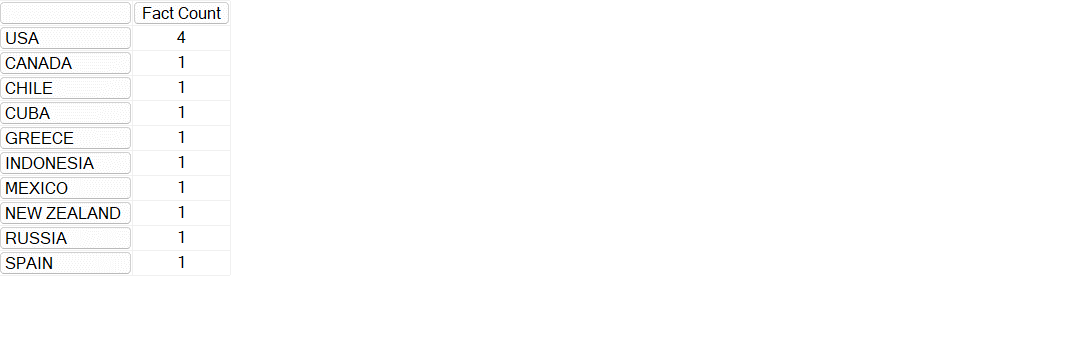 Fact Count
USA 4
CANADA 1
CHILE 1
CUBA 1
GREECE 1
INDONESIA 1
MEXICO 1
NEW ZEALAND 1
RUSSIA 1
SPAIN 1